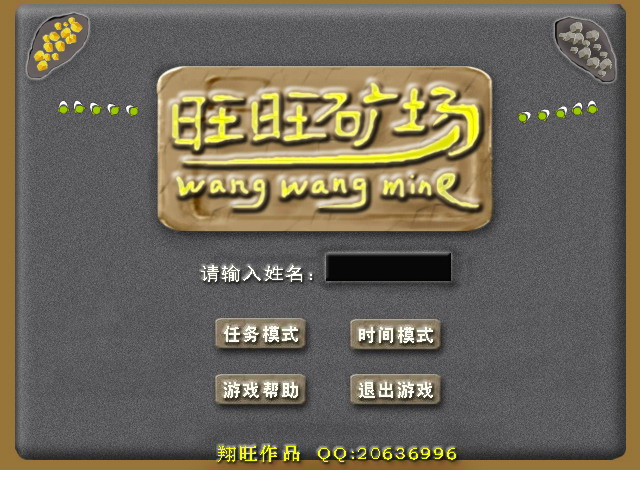 旺旺矿场
wang wang mine
请输入姓名：
任务模式 时间模式
游戏帮助 退出游戏
翔旺作品 QQ:20636996